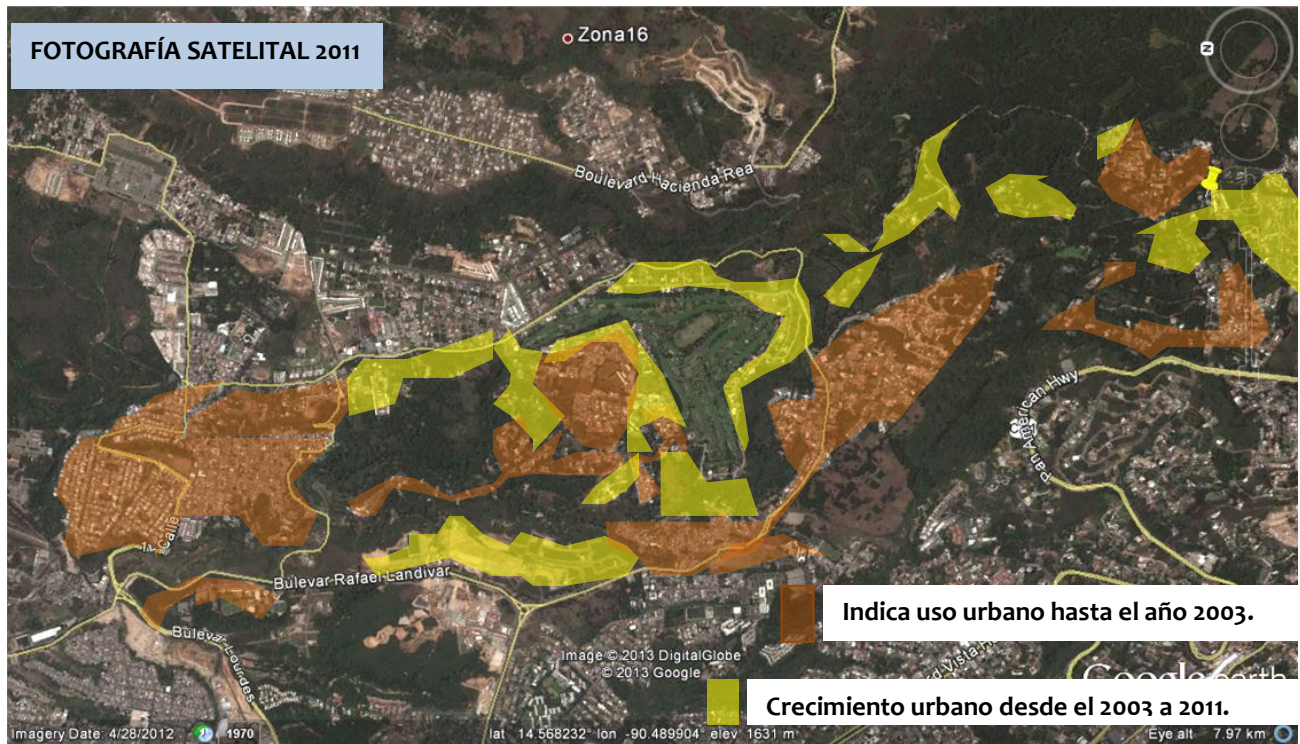 FOTOGRAFÍA SATELITAL 2011
Zona16
N
Boulevard Hacienda Rea
Pan American Hwy
Calle
Bulevar Rafael Landivar
Bulevar Lourdes
Indica uso urbano hasta el año 2003.
Image © 2013 DigitalGlobe
© 2013 Google
Google earth
Crecimiento urbano desde el 2003 a 2011.
Imagery Date: 4/28/2012
1970
lat 14.568232° lon -90.489904° elev 1631 m
Eye alt 7.97 km